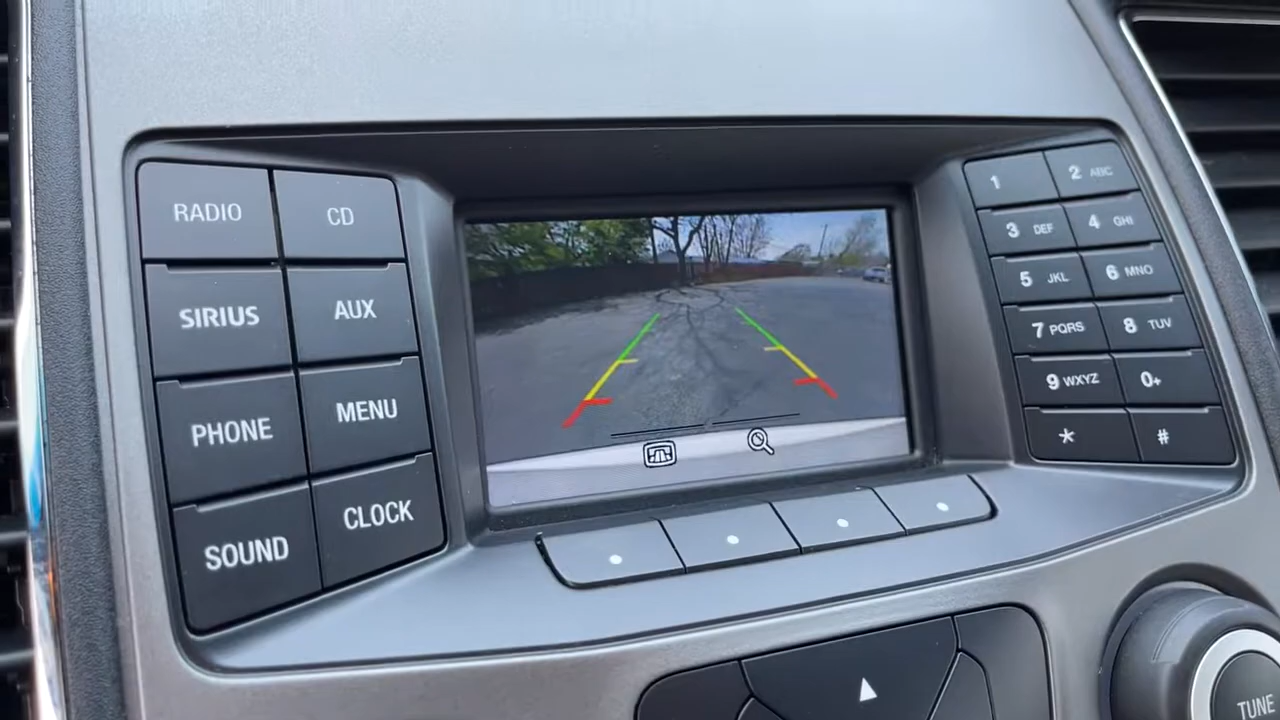 RADIO
CD
SIRIUS
AUX
PHONE
MENU
SOUND
CLOCK
1
2 ABC
3 DEF
4 GHI
5 JKL
6 MNO
7 PQRS
8 TUV
9 WXYZ
0+
*
#
TUNE